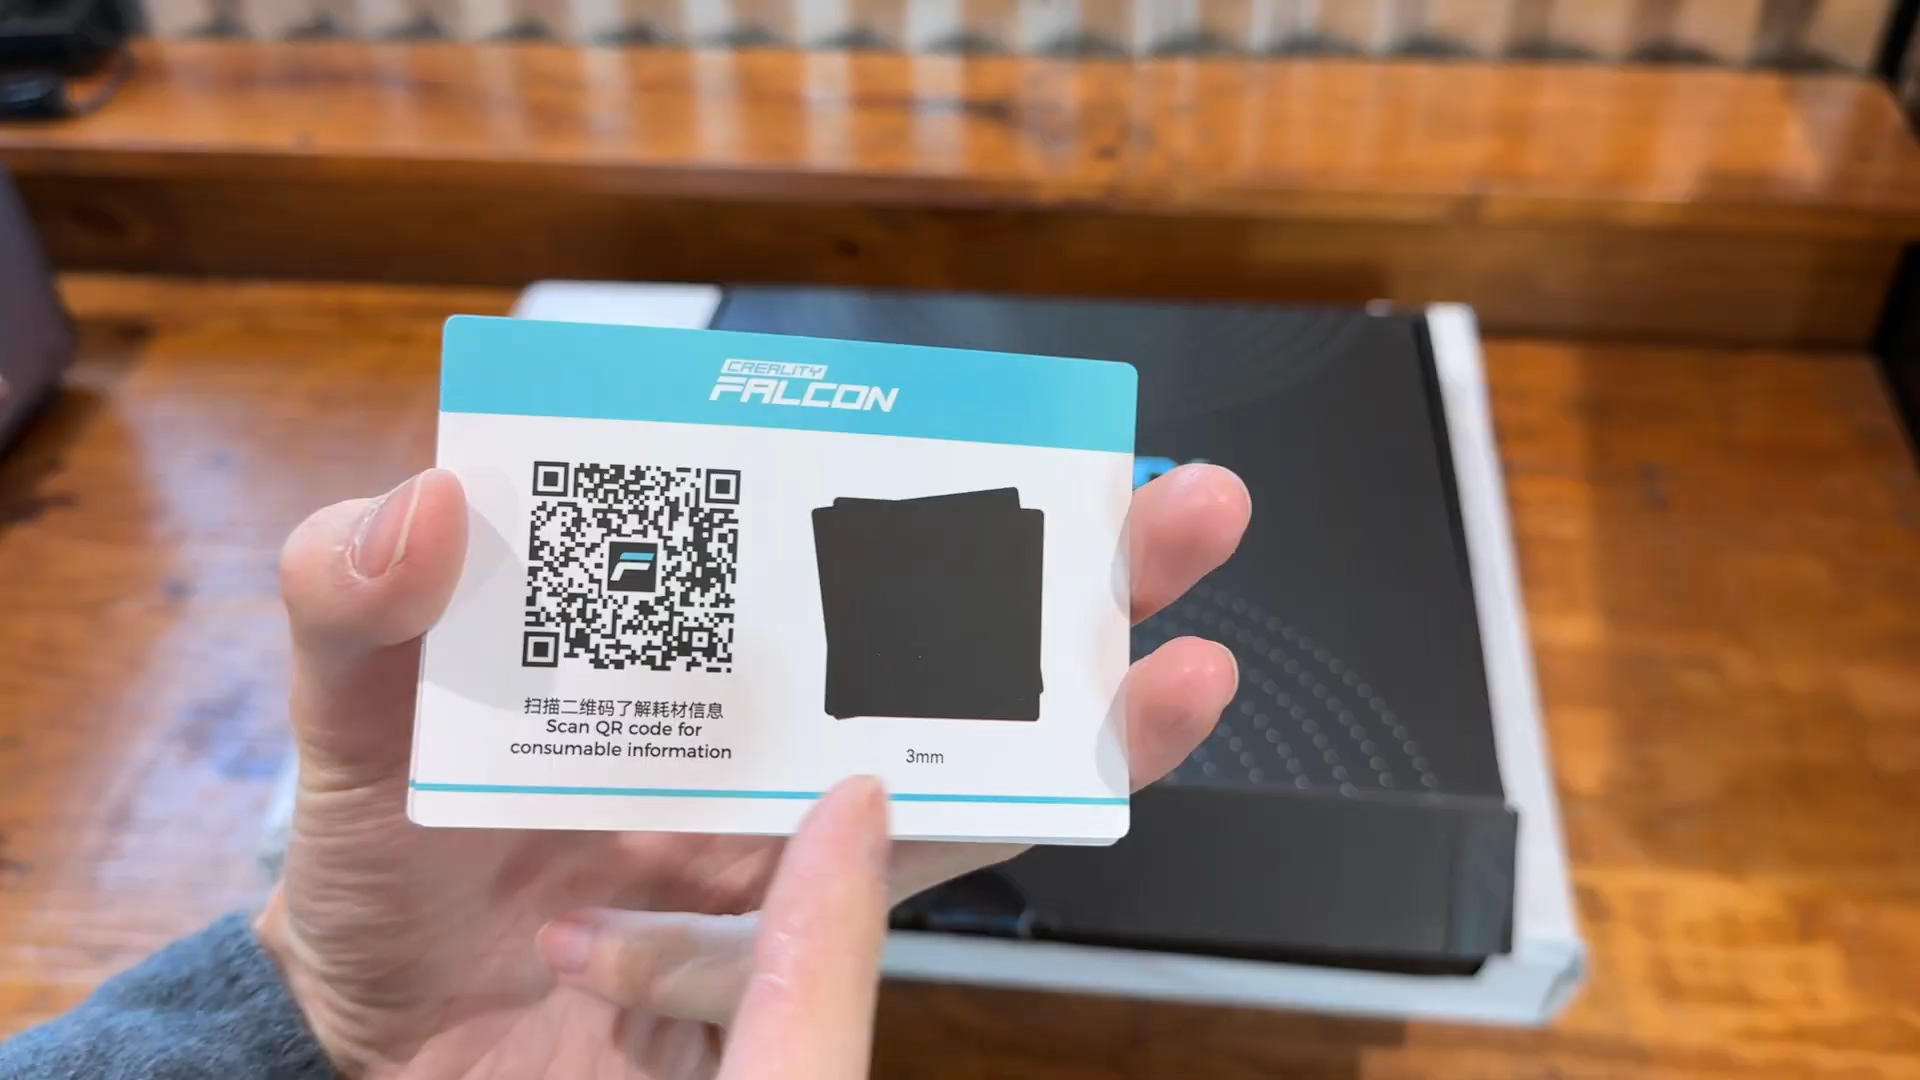 CREALITY
FALCON
扫描二维码了解耗材信息
Scan QR code for
consumable information
3mm